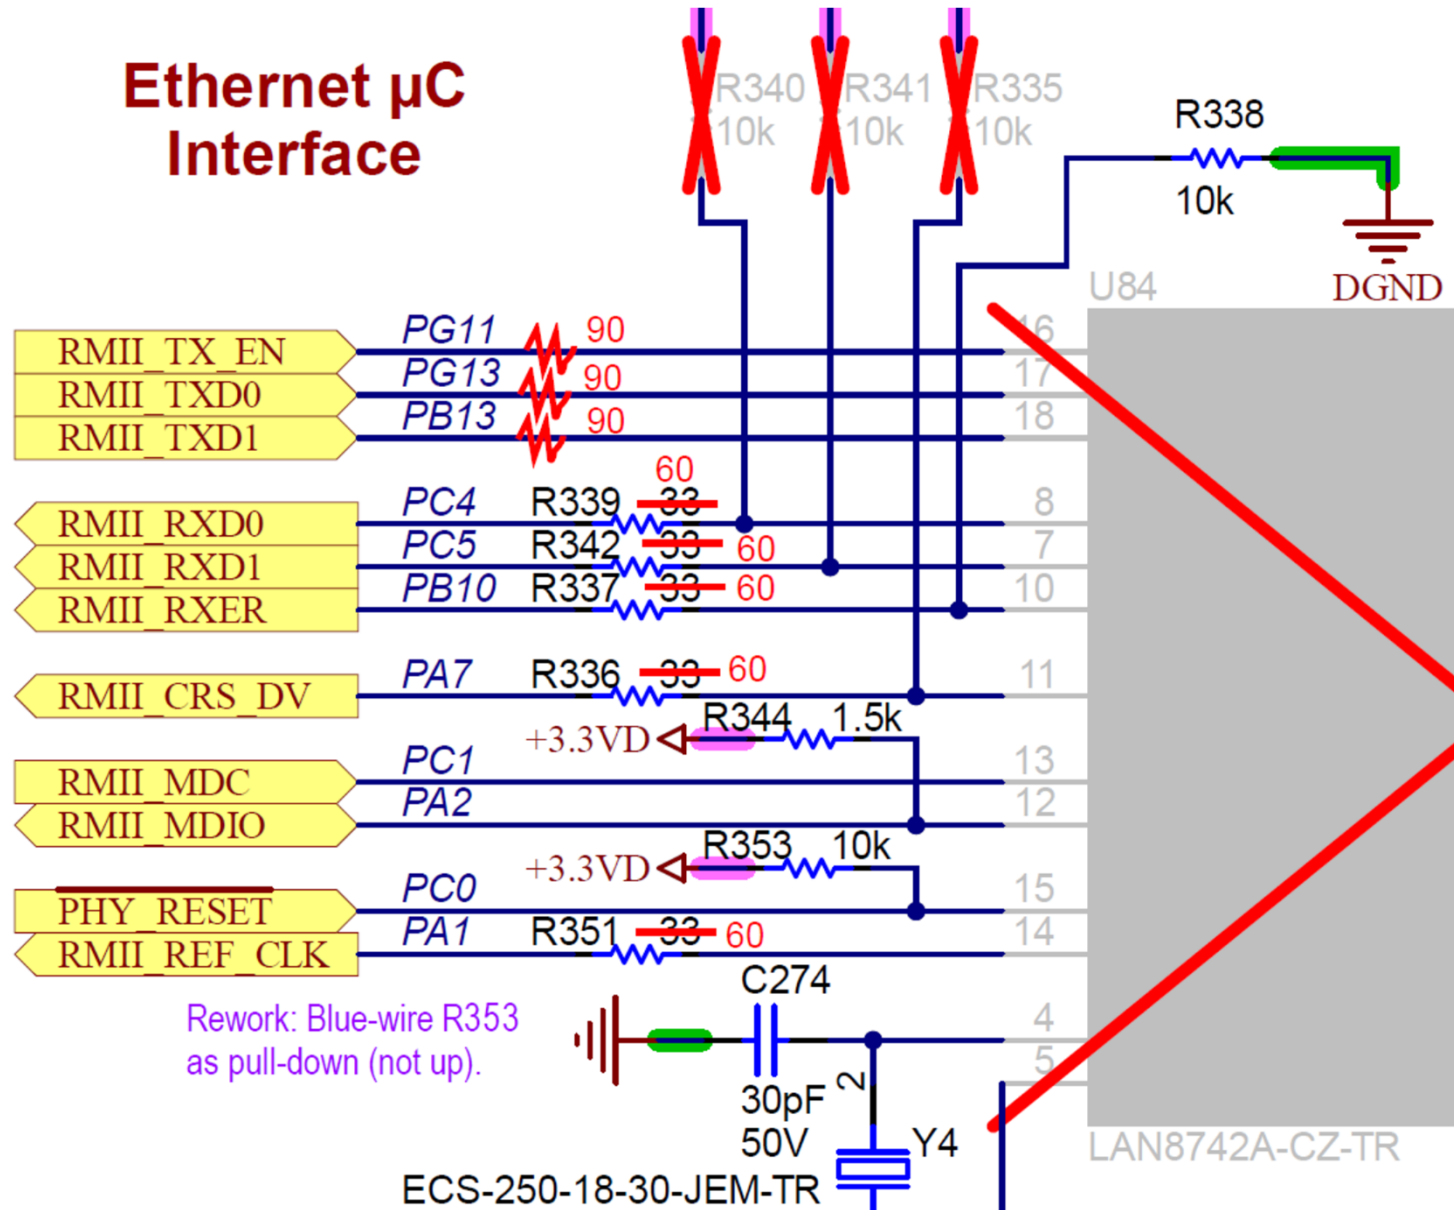 Ethernet µC
Interface
R340
10k
R341
10k
R335
10k
R338
10k
DGND
U84
RMII_TX_EN
PG11
90
16
RMII_TXD0
PG13
90
17
RMII_TXD1
PB13
90
18
60
RMII_RXD0
PC4
R339
33
8
RMII_RXD1
PC5
R342
33
60
7
RMII_RXER
PB10
R337
33
60
10
RMII_CRS_DV
PA7
R336
33
60
11
+3.3VD
R344
1.5k
RMII_MDC
PC1
13
RMII_MDIO
PA2
12
+3.3VD
R353
10k
PHY_RESET
PC0
15
RMII_REF_CLK
PA1
R351
33
60
14
Rework: Blue-wire R353
as pull-down (not up).
C274
30pF
50V
4
5
2
Y4
ECS-250-18-30-JEM-TR
LAN8742A-CZ-TR